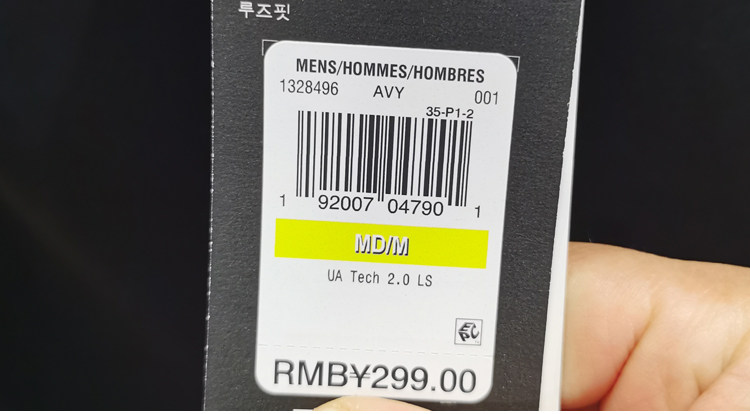 루즈핏
MENS/HOMMES/HOMBRES
1328496 AVY 001
35-P1-2
1 92007 04790 1
MD/M
UA Tech 2.0 LS
EPC
RMB¥299.00